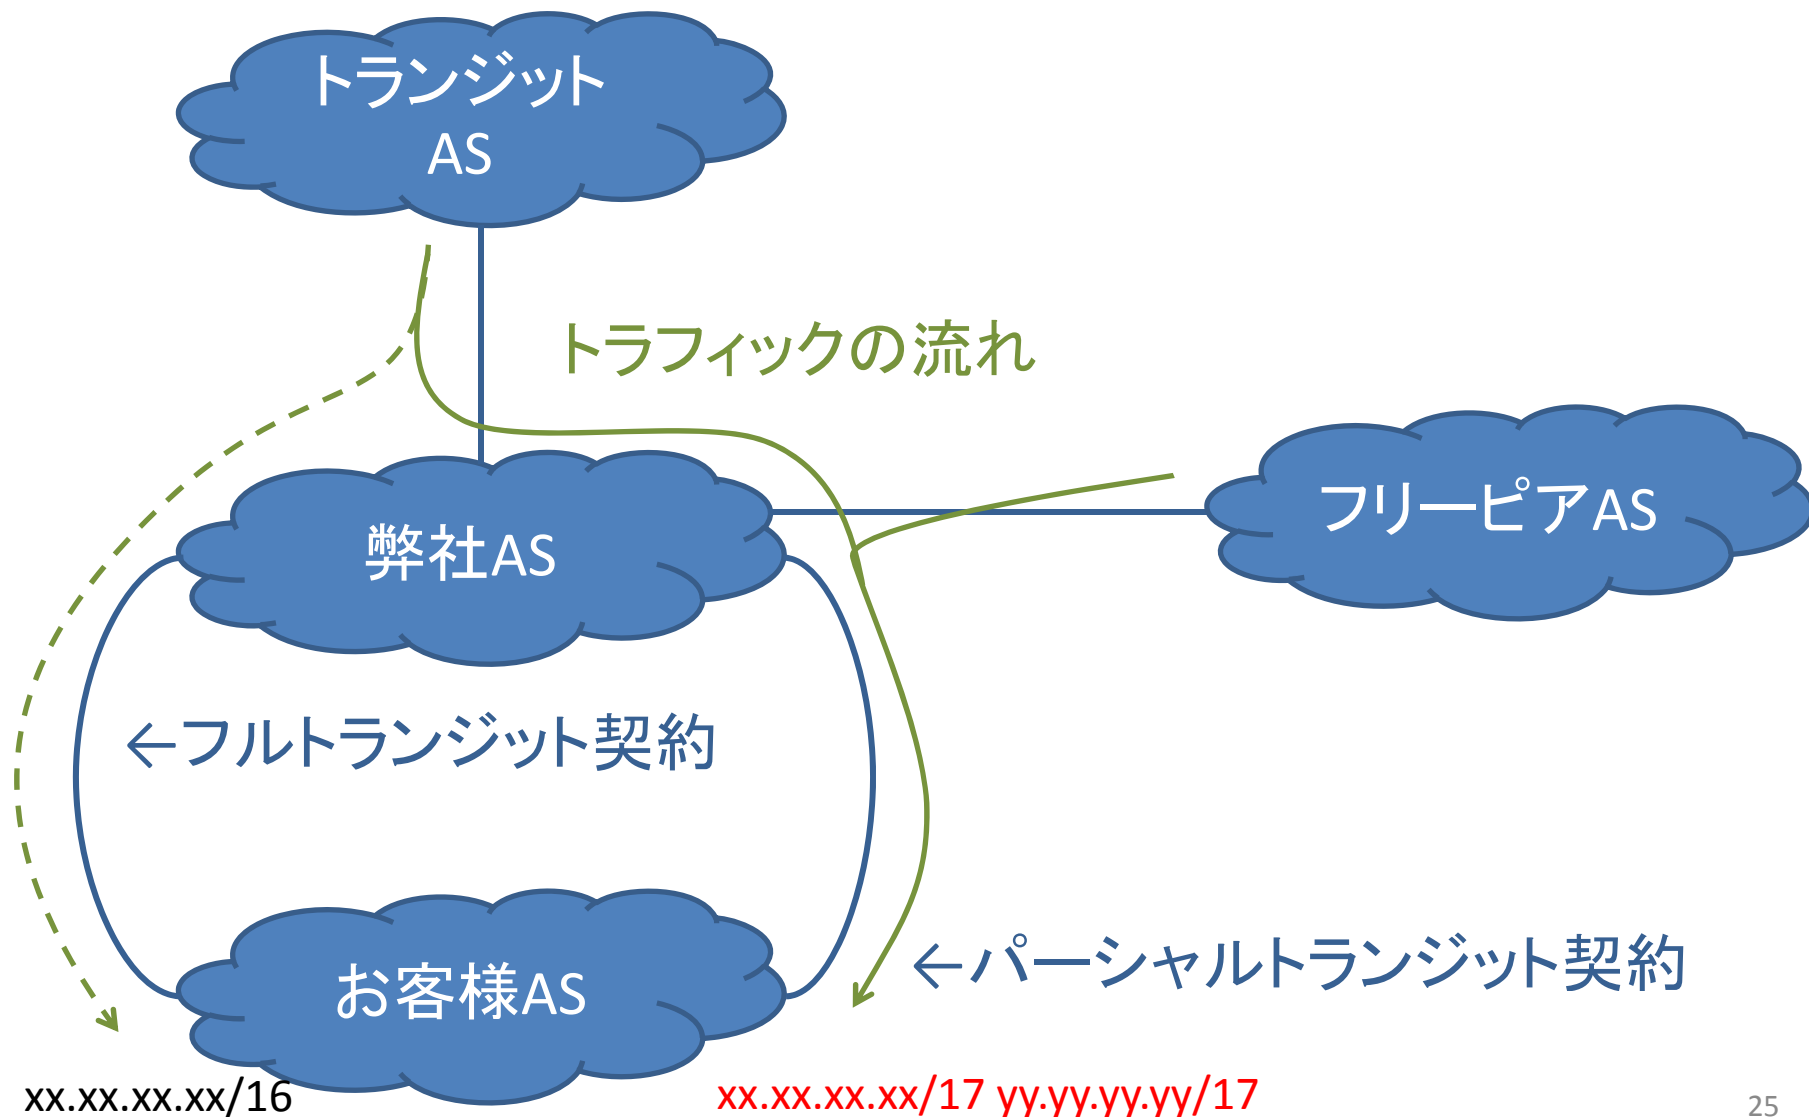 トランジット
AS
トラフィックの流れ
フリーピアAS
弊社AS
←フルトランジット契約
←パーシャルトランジット契約
お客様AS
xx.xx.xx.xx/16
xx.xx.xx.xx/17 yy.yy.yy.yy/17
25